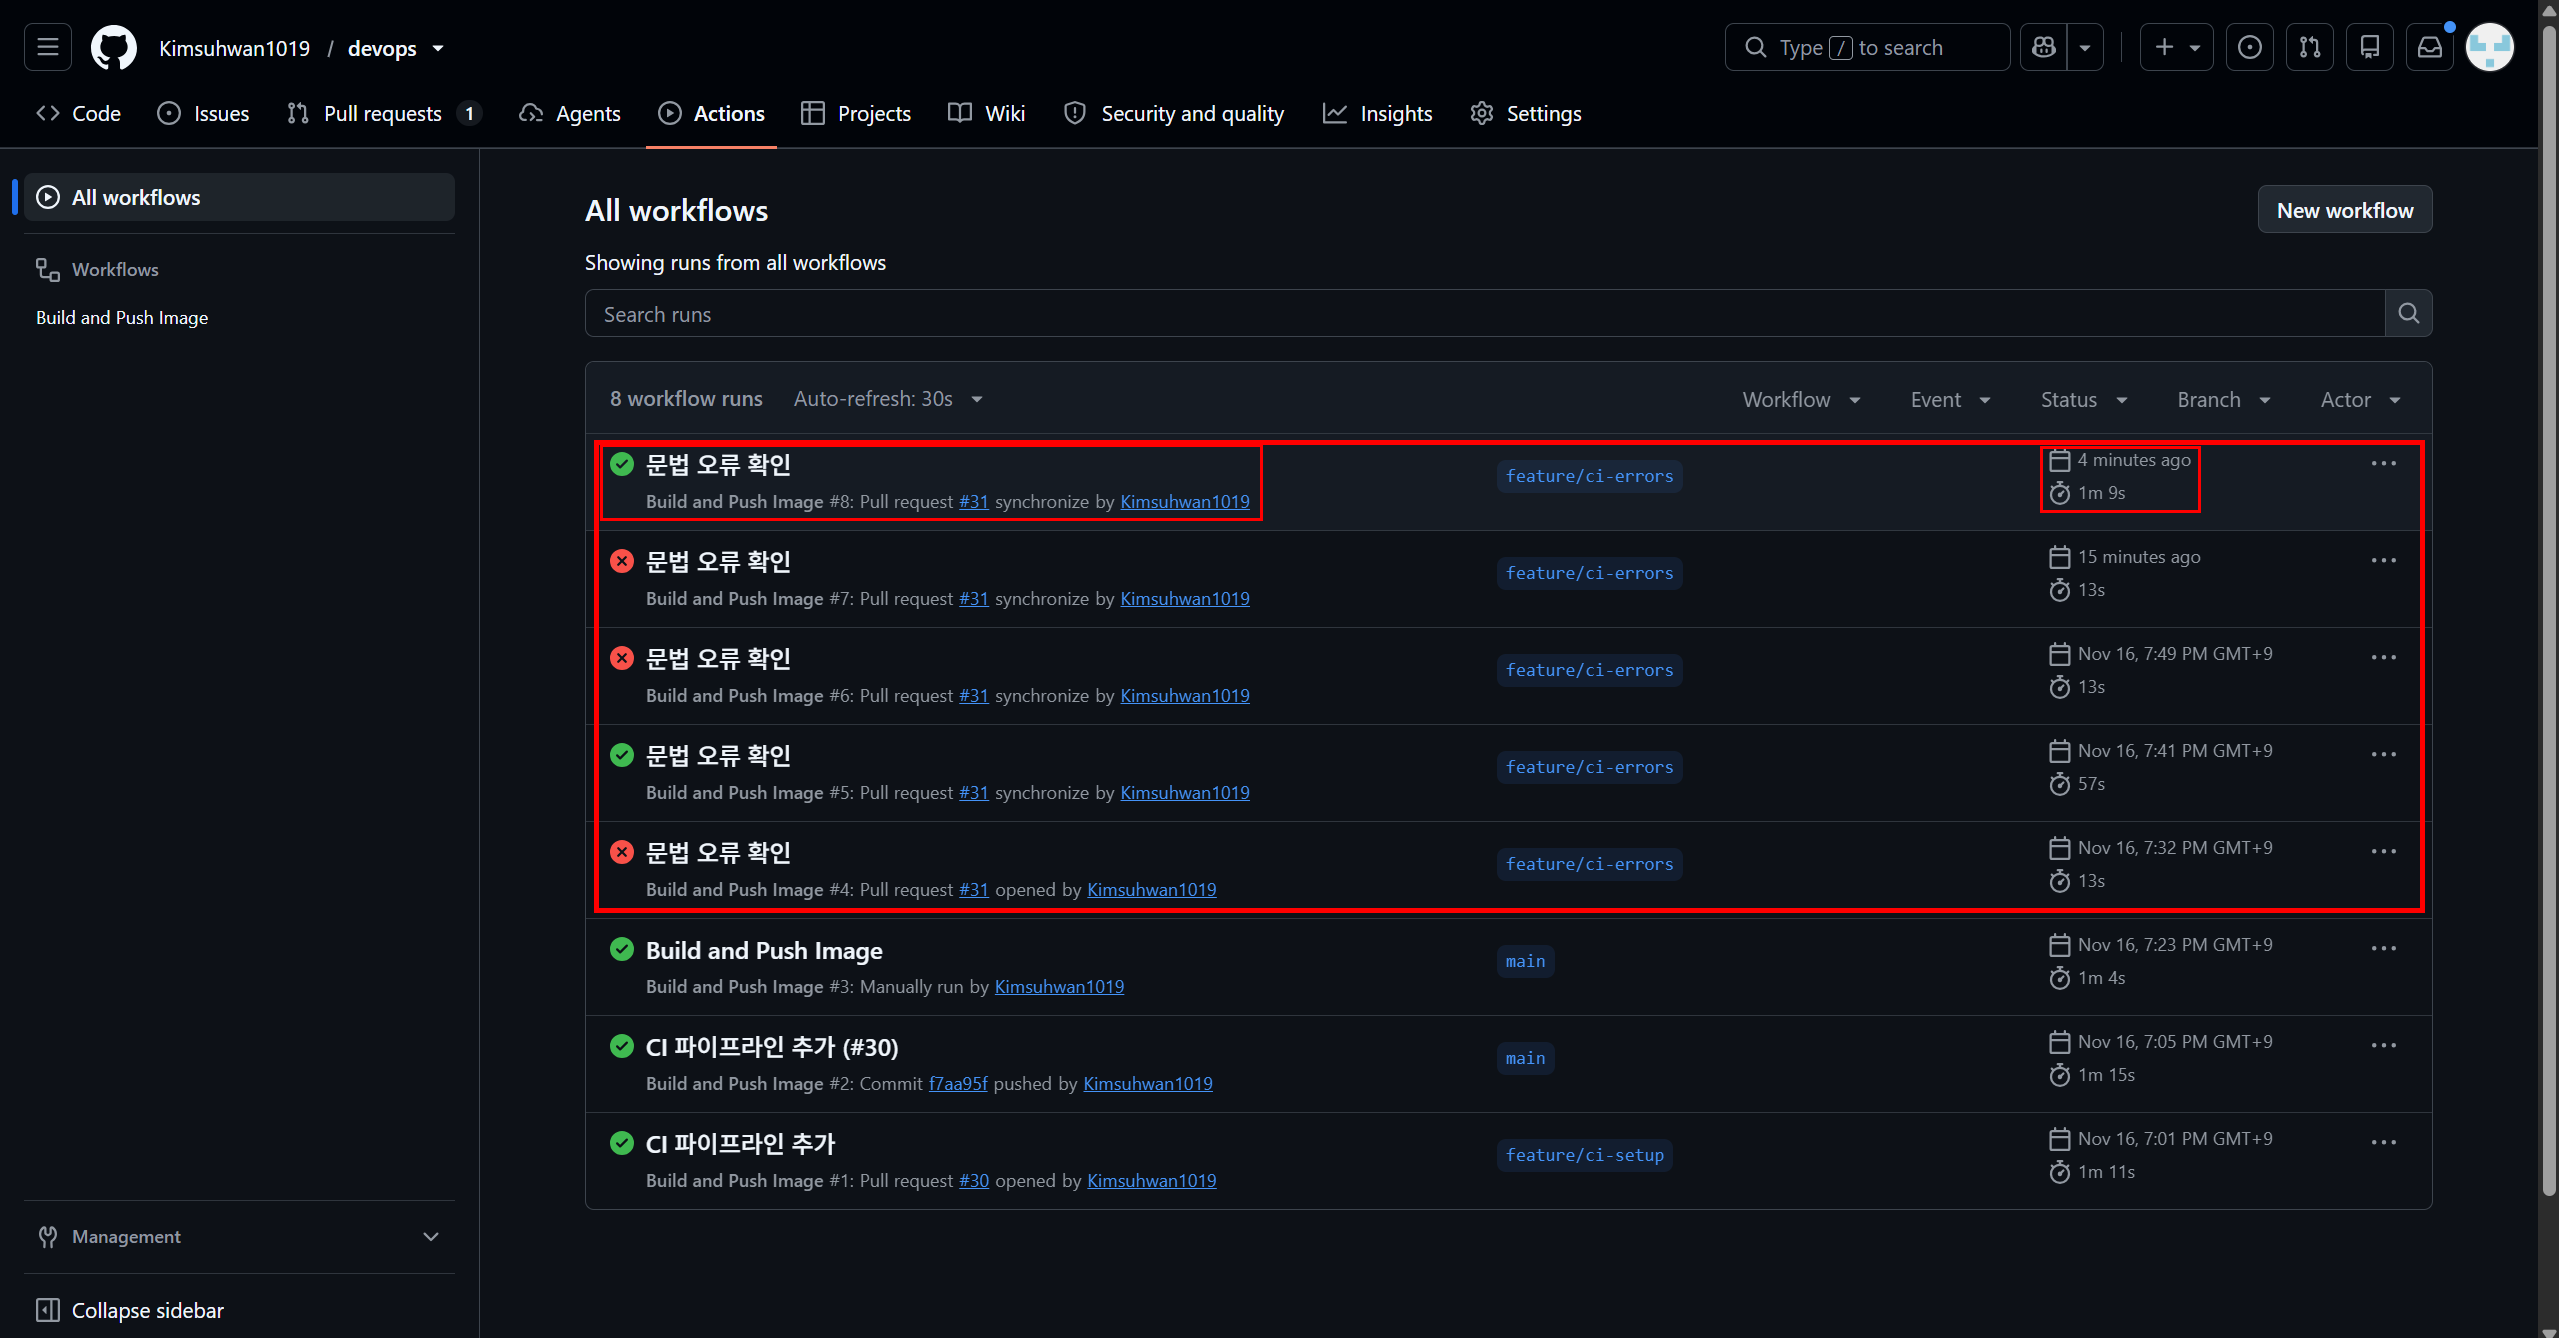 Kimsuhwan1019 / devops
Type / to search
Code
Issues
Pull requests 1
Agents
Actions
Projects
Wiki
Security and quality
Insights
Settings
All workflows
Workflows
Build and Push Image
Management
Collapse sidebar
All workflows
New workflow
Showing runs from all workflows
Search runs
8 workflow runs
Auto-refresh: 30s
Workflow
Event
Status
Branch
Actor
문법 오류 확인
Build and Push Image #8: Pull request #31 synchronize by Kimsuhwan1019
feature/ci-errors
4 minutes ago
1m 9s
문법 오류 확인
Build and Push Image #7: Pull request #31 synchronize by Kimsuhwan1019
feature/ci-errors
15 minutes ago
13s
문법 오류 확인
Build and Push Image #6: Pull request #31 synchronize by Kimsuhwan1019
feature/ci-errors
Nov 16, 7:49 PM GMT+9
13s
문법 오류 확인
Build and Push Image #5: Pull request #31 synchronize by Kimsuhwan1019
feature/ci-errors
Nov 16, 7:41 PM GMT+9
57s
문법 오류 확인
Build and Push Image #4: Pull request #31 opened by Kimsuhwan1019
feature/ci-errors
Nov 16, 7:32 PM GMT+9
13s
Build and Push Image
Build and Push Image #3: Manually run by Kimsuhwan1019
main
Nov 16, 7:23 PM GMT+9
1m 4s
CI 파이프라인 추가 (#30)
Build and Push Image #2: Commit f7aa95f pushed by Kimsuhwan1019
main
Nov 16, 7:05 PM GMT+9
1m 15s
CI 파이프라인 추가
Build and Push Image #1: Pull request #30 opened by Kimsuhwan1019
feature/ci-setup
Nov 16, 7:01 PM GMT+9
1m 11s